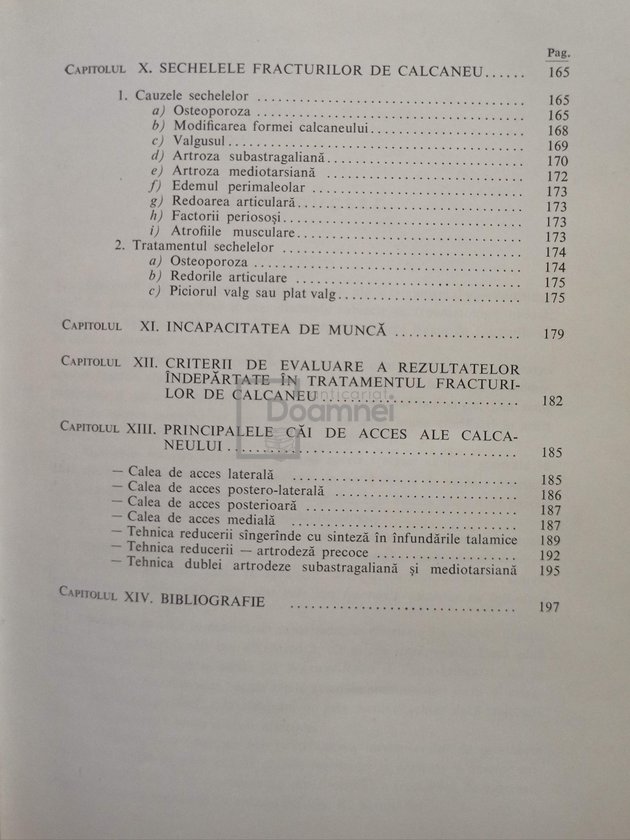 Pag.
CAPITOLUL X. SECHELELE FRACTURILOR DE CALCANEU...... 165
1. Cauzele sechelelor .............................. 165
a) Osteoporoza .............................. 165
b) Modificarea formei calcaneului.................. 168
c) Valgusul.................................. 169
d) Artroza subastragaliană......................... 170
e) Artroza mediotarsiană ......................... 172
f) Edemul perimaleolar .......................... 173
g) Redoarea articulară............................ 173
h) Factorii periosoşi.............................. 173
i) Atrofiile musculare............................ 173
2. Tratamentul sechelelor ............................ 174
a) Osteoporoza .................................. 174
b) Redorile articulare ............................. 175
c) Piciorul valg sau plat valg....................... 175
CAPITOLUL XI. INCAPACITATEA DE MUNCĂ ................ 179
CAPITOLUL XII. CRITERII DE EVALUARE A REZULTATELOR
ÎNDEPĂRTATE ÎN TRATAMENTUL FRACTURI-
LOR DE CALCANEU........................ 182
anticariat
Doamnei
CAPITOLUL XIII. PRINCIPALELE CĂI DE ACCES ALE CALCA-
NEULUI.................................... 185
— Calea de acces laterală ............................. 185
— Calea de acces postero-laterală ....................... 186
— Calea de acces posterioară ............................ 187
— Calea de acces medială ............................. 187
— Tehnica reducerii sîngerînde cu sinteză în înfundările talamice 189
— Tehnica reducerii — artrodeză precoce .................. 192
— Tehnica dublei artrodeze subastragaliană şi mediotarsiană 195
CAPITOLUL XIV. BIBLIOGRAFIE ............................. 197